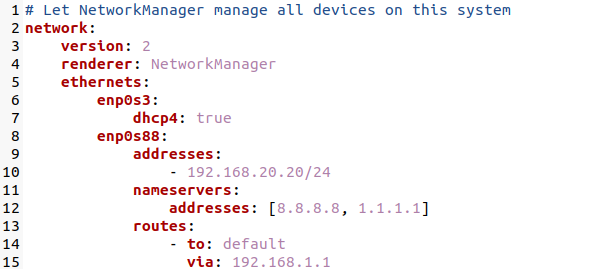 1 # Let NetworkManager manage all devices on this system
2 network:
3     version: 2
4     renderer: NetworkManager
5     ethernets:
6         enp0s3:
7             dhcp4: true
8         enp0s88:
9             addresses:
10                 - 192.168.20.20/24
11             nameservers:
12                 addresses: [8.8.8.8, 1.1.1.1]
13             routes:
14                 - to: default
15                   via: 192.168.1.1